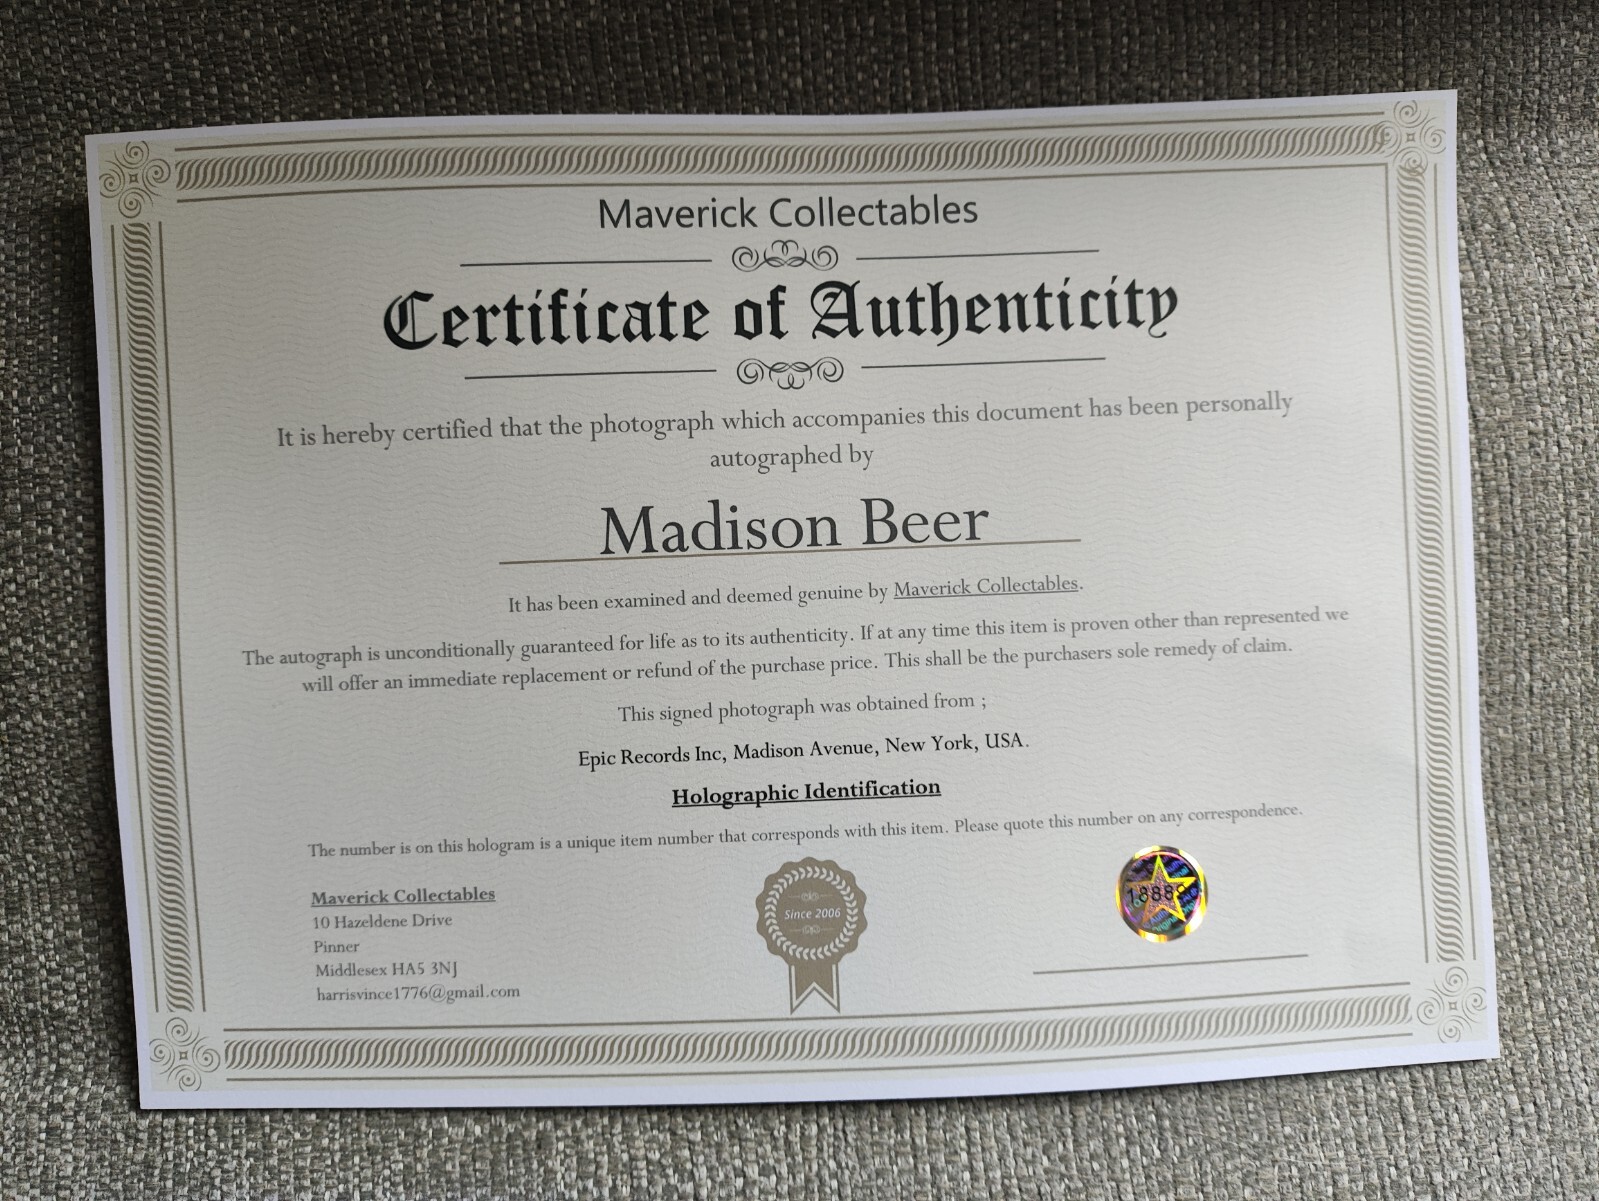 Maverick Collectables
Certificate of Authenticity
It is hereby certified that the photograph which accompanies this document has been personally
autographed by
Madison Beer
It has been examined and deemed genuine by Maverick Collectables.
The autograph is unconditionally guaranteed for life as to its authenticity. If at any time this item is proven other than represented we
will offer an immediate replacement or refund of the purchase price. This shall be the purchasers sole remedy of claim.
This signed photograph was obtained from ;
Epic Records Inc, Madison Avenue, New York, USA.
Holographic Identification
The number is on this hologram is a unique item number that corresponds with this item. Please quote this number on any correspondence.
Maverick Collectables
10 Hazeldene Drive
Pinner
Middlesex HA5 3NJ
harrisvince1776@gmail.com
Since 2006